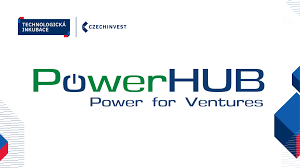 TECHNOLOGICKÁ
INKUBACE
CZECHINVEST
PowerHUB
Power for Ventures